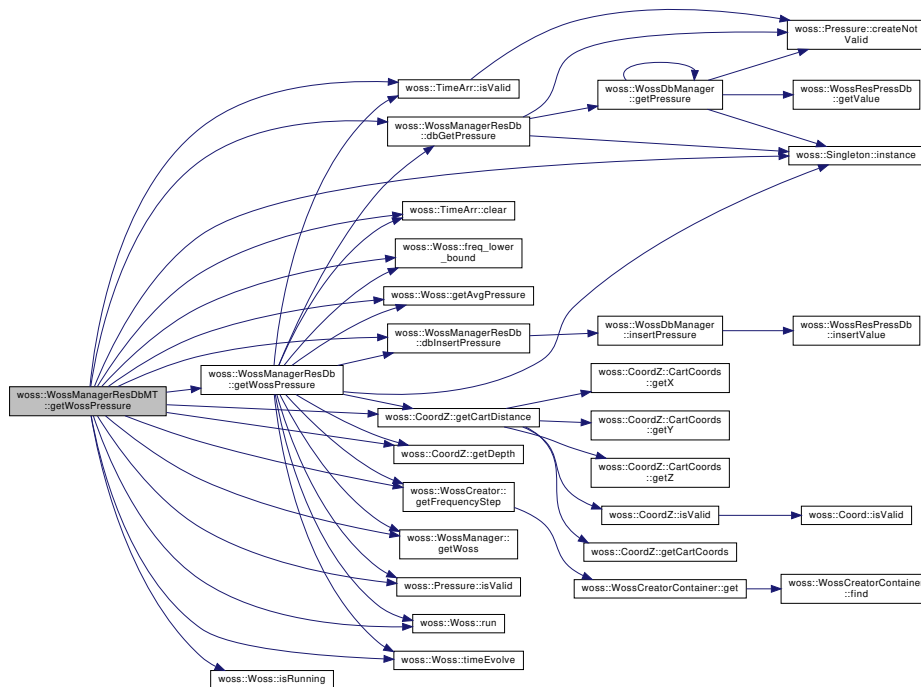 woss::Pressure::createNot
Valid
woss::TimeArr::isValid
woss::WossDbManager
::getPressure
woss::WossResPressDb
::getValue
woss::WossManagerResDb
::dbGetPressure
woss::Singleton::instance
woss::TimeArr::clear
woss::Woss::freq_lower
_bound
woss::Woss::getAvgPressure
woss::WossManagerResDb
::dbInsertPressure
woss::WossDbManager
::insertPressure
woss::WossResPressDb
::insertValue
woss::WossManagerResDbMT
::getWossPressure
woss::WossManagerResDb
::getWossPressure
woss::CoordZ::CartCoords
::getX
woss::CoordZ::getCartDistance
woss::CoordZ::CartCoords
::getY
woss::CoordZ::getDepth
woss::CoordZ::CartCoords
::getZ
woss::WossCreator::
getFrequencyStep
woss::CoordZ::isValid
woss::Coord::isValid
woss::WossManager::
getWoss
woss::CoordZ::getCartCoords
woss::Pressure::isValid
woss::WossCreatorContainer::get
woss::WossCreatorContainer
::find
woss::Woss::run
woss::Woss::timeEvolve
woss::Woss::isRunning